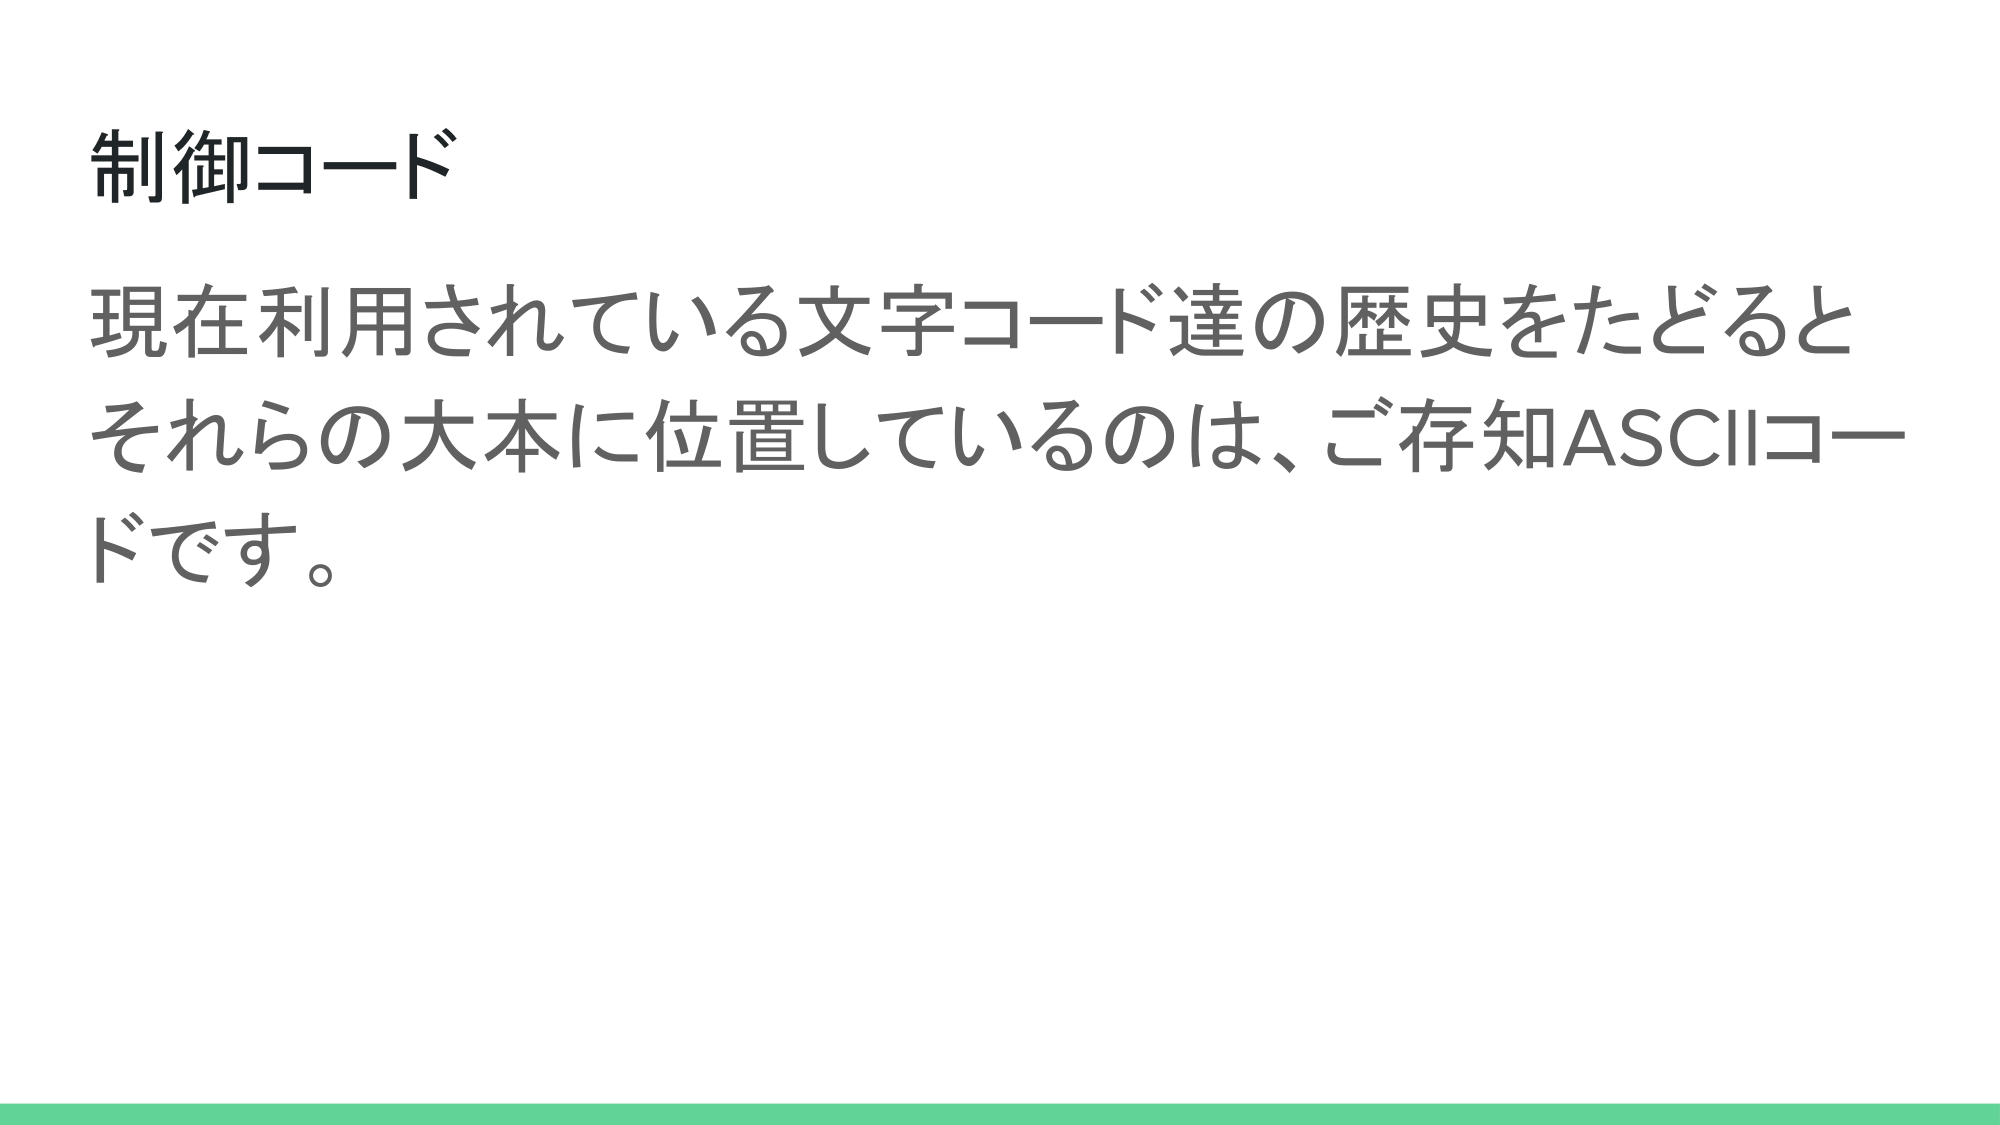 制御コード
現在利用されている文字コード達の歴史をたどると
それらの大本に位置しているのは、ご存知ASCIIコー
ドです。